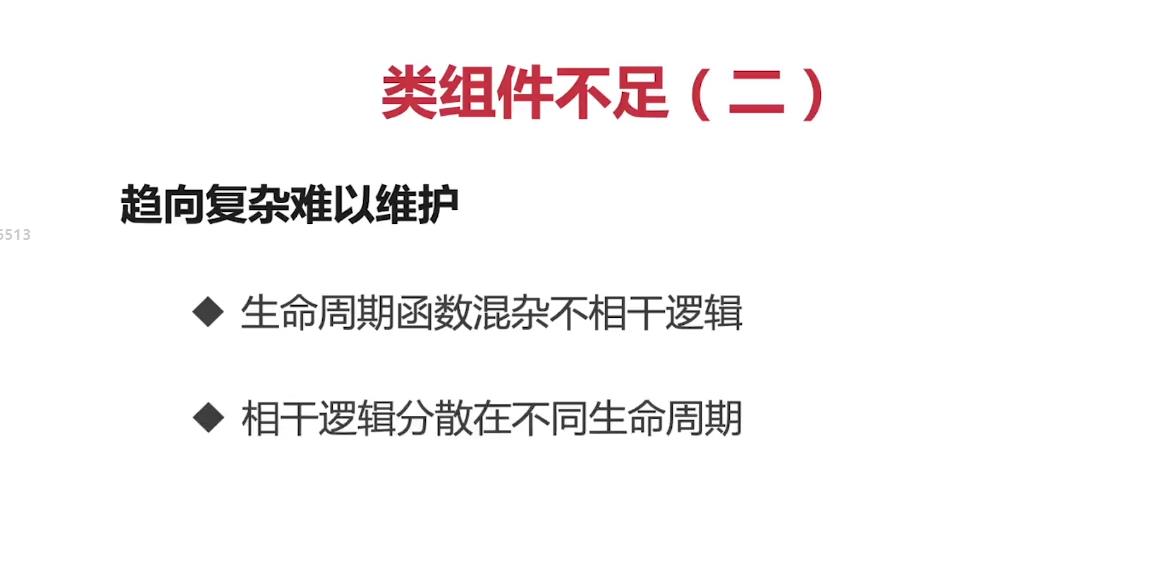 类组件不足（二）
趋向复杂难以维护
6513
◆ 生命周期函数混杂不相干逻辑
◆ 相干逻辑分散在不同生命周期